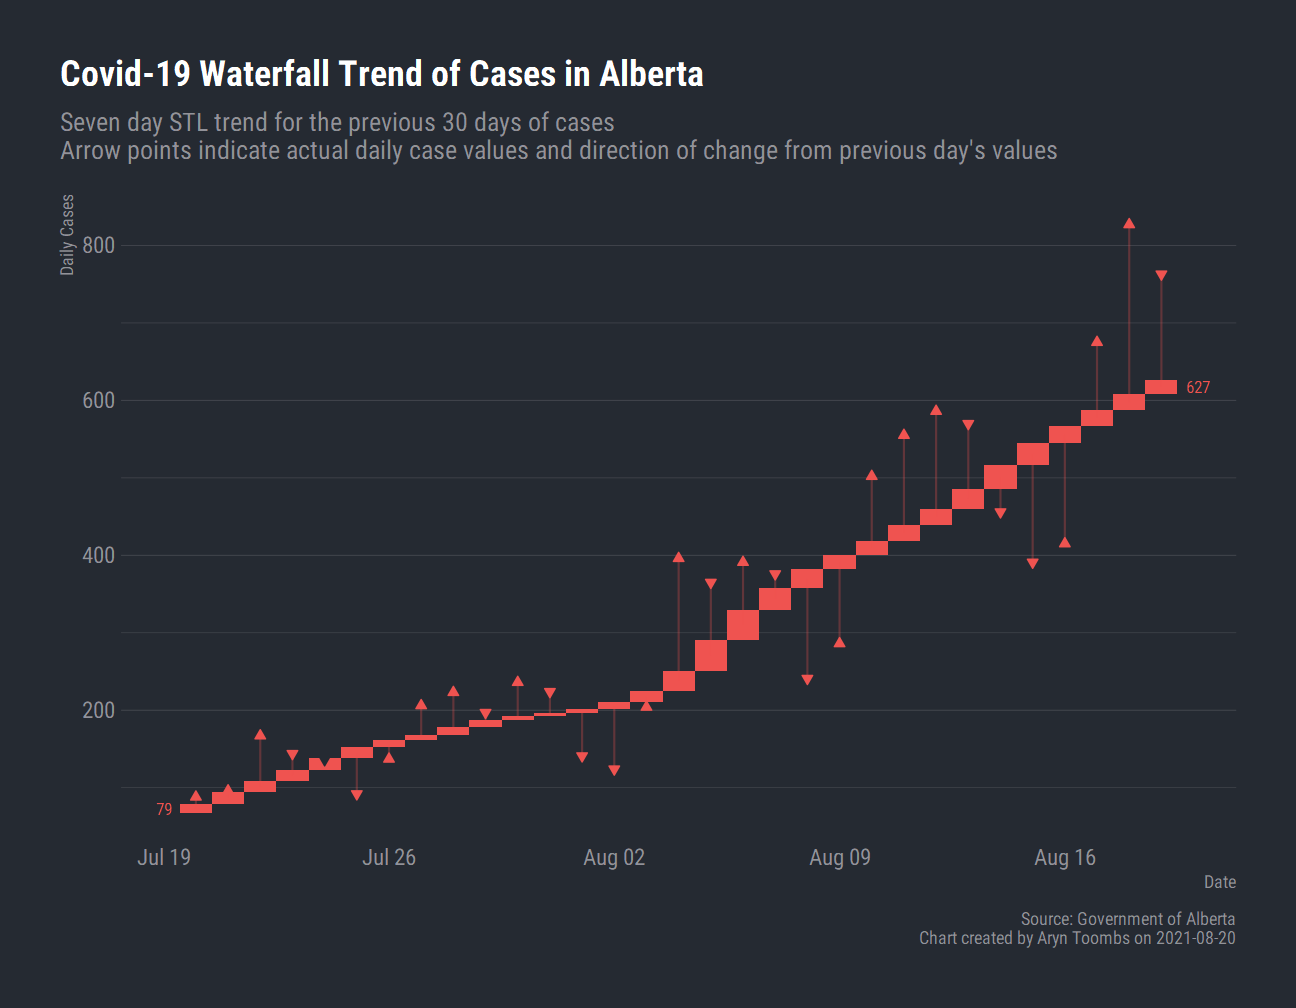 Covid-19 Waterfall Trend of Cases in Alberta
Seven day STL trend for the previous 30 days of cases
Arrow points indicate actual daily case values and direction of change from previous day's values
Daily Cases
800
600
400
200
627
79
Jul 19
Jul 26
Aug 02
Aug 09
Aug 16
Date
Source: Government of Alberta
Chart created by Aryn Toombs on 2021-08-20